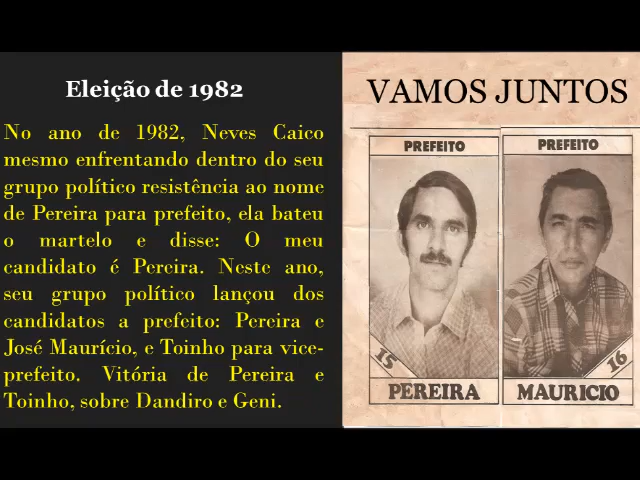 Eleição de 1982
No ano de 1982, Neves Caico
mesmo enfrentando dentro do seu
grupo político resistência ao nome
de Pereira para prefeito, ela bateu
o martelo e disse: O meu
candidato é Pereira. Neste ano,
seu grupo político lançou dos
candidatos a prefeito: Pereira e
José Maurício, e Toinho para vice-
prefeito. Vitória de Pereira e
Toinho, sobre Dandiro e Geni.
VAMOS JUNTOS
PREFEITO
15
PEREIRA
PREFEITO
16
MAURICIO